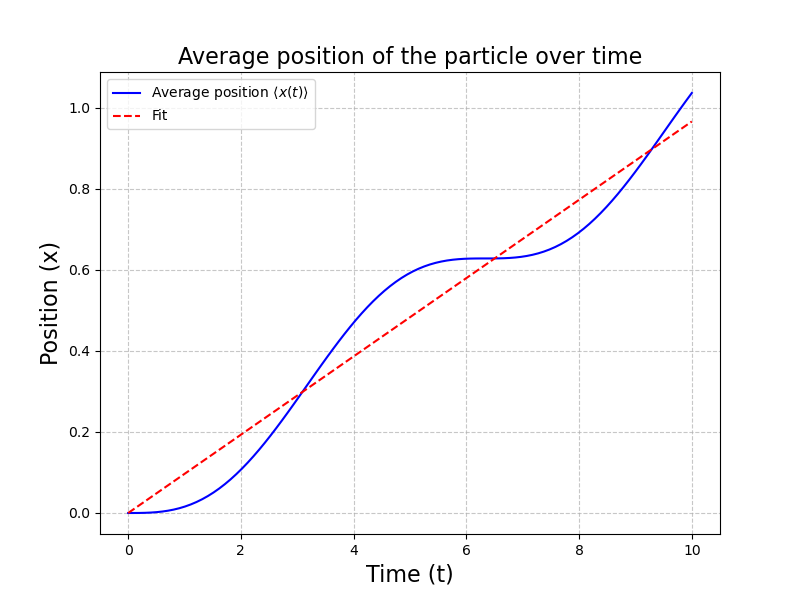 Average position of the particle over time
Average position ⟨x(t)⟩
Fit
Position (x)
1.0
0.8
0.6
0.4
0.2
0.0
0 2 4 6 8 10
Time (t)